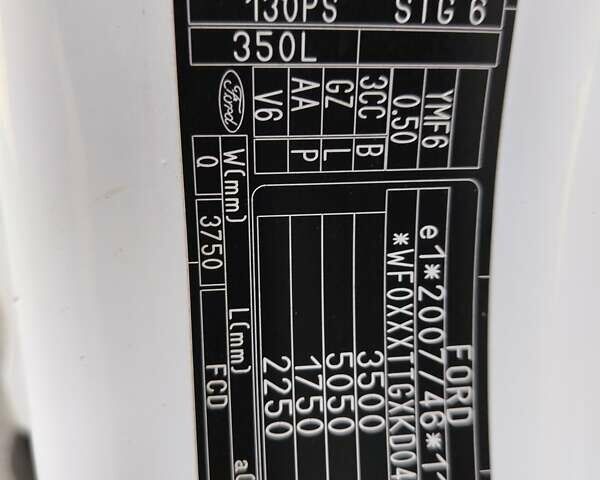 130PS STG 6
350L
Ford
YMF6
0.50
3CC B
GZ L
AA P
V6
FORD
e1*2007/46*1
*WF0XXXTTGXKD04
3500
5050
1750
2250
W(mm) L(mm)
Q 3750 FCD